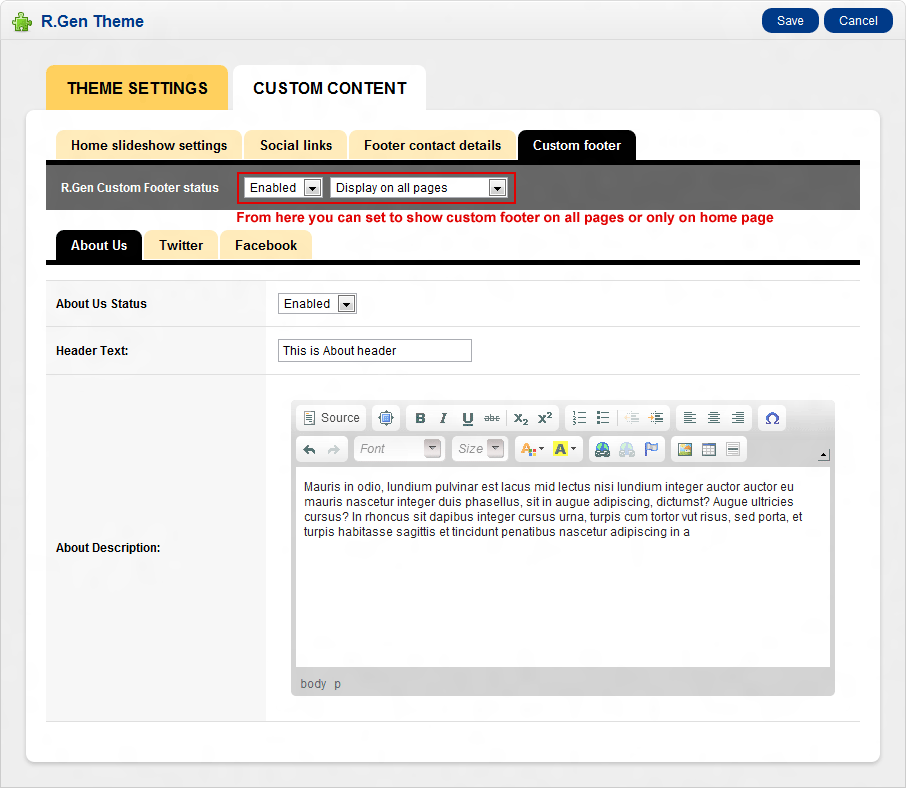 R.Gen Theme
Save
Cancel
THEME SETTINGS
CUSTOM CONTENT
Home slideshow settings
Social links
Footer contact details
Custom footer
R.Gen Custom Footer status
Enabled
Display on all pages
From here you can set to show custom footer on all pages or only on home page
About Us
Twitter
Facebook
About Us Status
Enabled
Header Text:
This is About header
About Description:
Source
B I U abc X2 X2
Ω
Font
Size
A
A
Mauris in odio, lundium pulvinar est lacus mid lectus nisi lundium integer auctor auctor eu
mauris nascetur integer duis phasellus, sit in augue adipiscing, dictumst? Augue ultricies
cursus? In rhoncus sit dapibus integer cursus urna, turpis cum tortor vut risus, sed porta, et
turpis habitasse sagittis et tincidunt penatibus nascetur adipiscing in a
body p